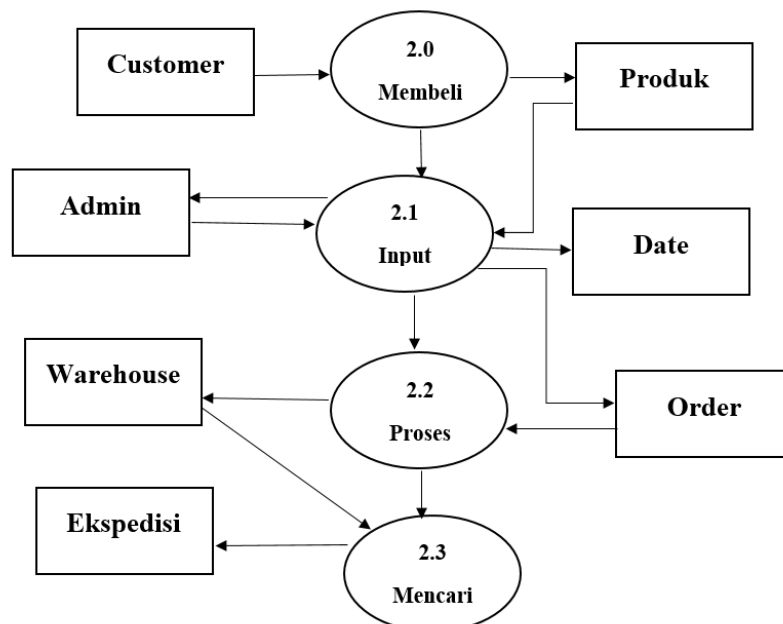 Customer
2.0
Membeli
Produk
Admin
2.1
Input
Date
Warehouse
2.2
Proses
Order
Ekspedisi
2.3
Mencari